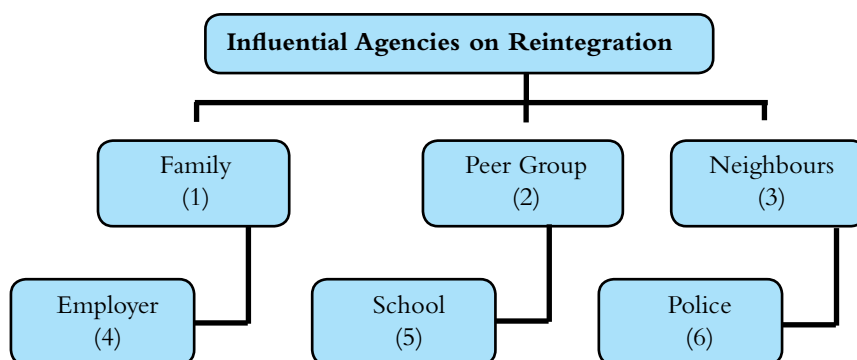 Influential Agencies on Reintegration
Family
(1)
Peer Group
(2)
Neighbours
(3)
Employer
(4)
School
(5)
Police
(6)